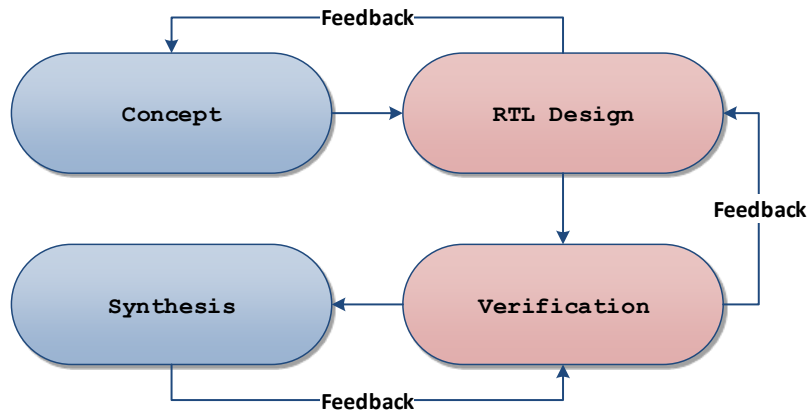 Feedback
Concept
RTL Design
Feedback
Synthesis
Verification
Feedback